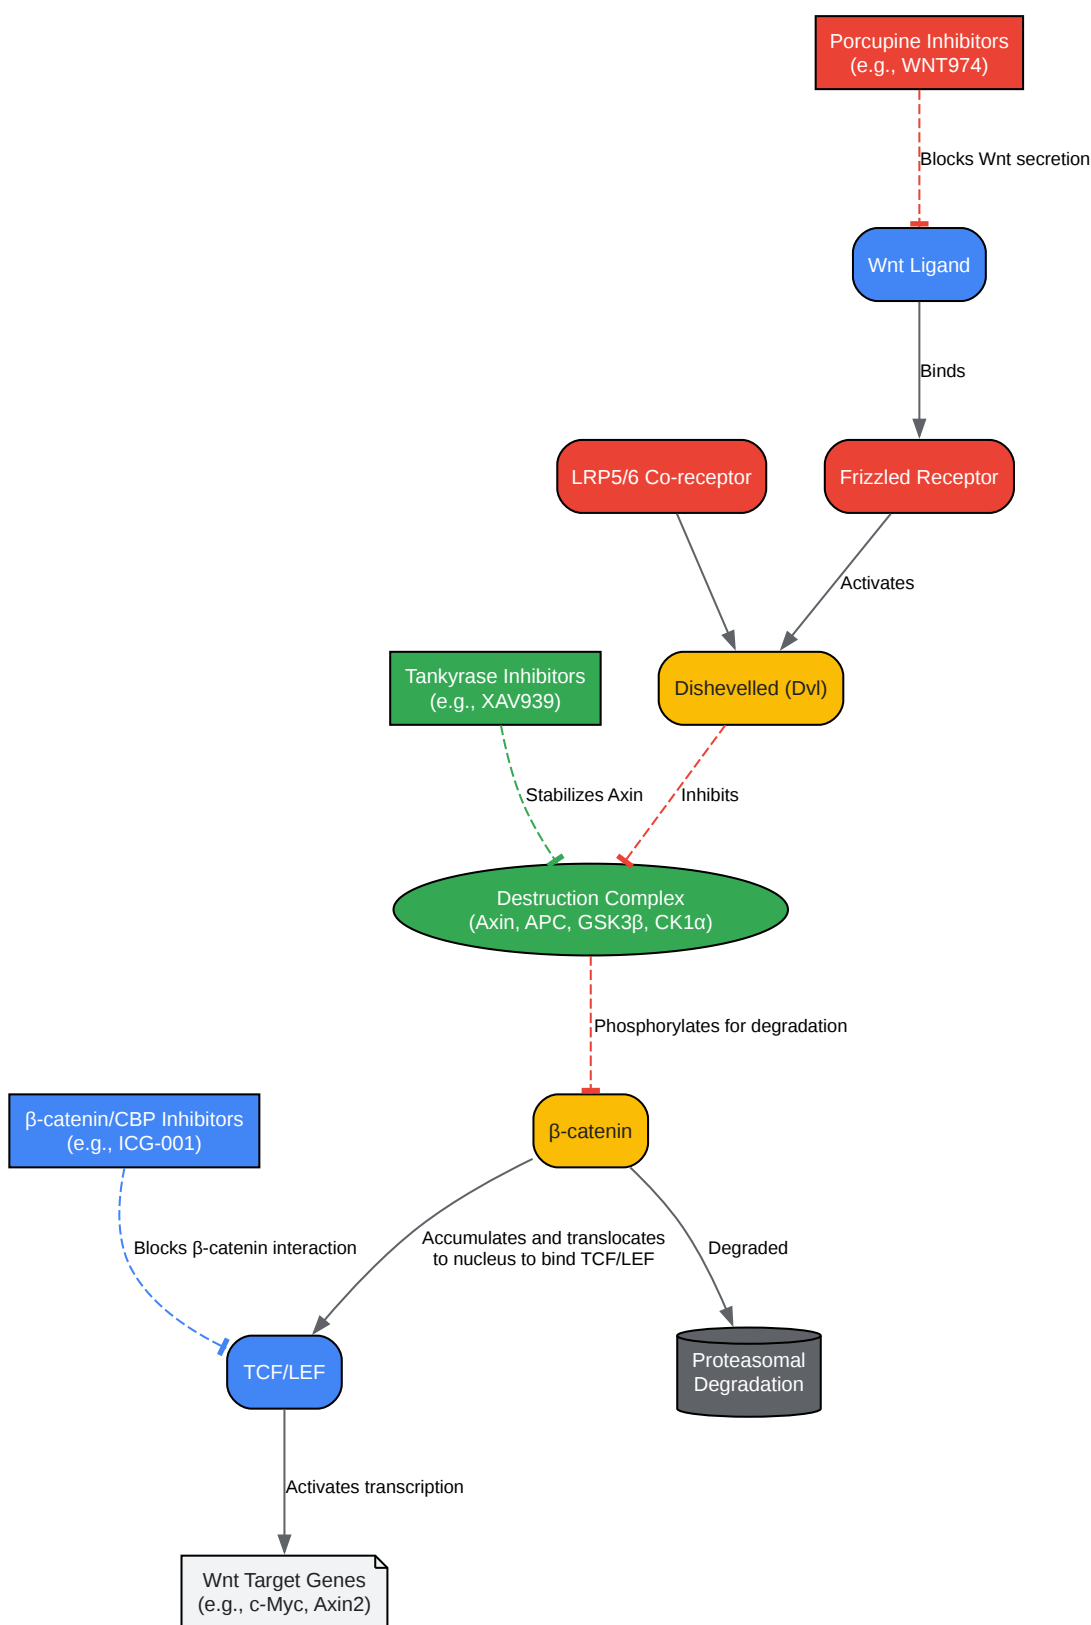 Porcupine Inhibitors
(e.g., WNT974)
Blocks Wnt secretion
Wnt Ligand
Binds
LRP5/6 Co-receptor
Frizzled Receptor
Activates
Tankyrase Inhibitors
(e.g., XAV939)
Dishevelled (Dvl)
Stabilizes Axin
Inhibits
Destruction Complex
(Axin, APC, GSK3β, CK1α)
Phosphorylates for degradation
β-catenin/CBP Inhibitors
(e.g., ICG-001)
β-catenin
Blocks β-catenin interaction
Accumulates and translocates
to nucleus to bind TCF/LEF
Degraded
TCF/LEF
Proteasomal
Degradation
Activates transcription
Wnt Target Genes
(e.g., c-Myc, Axin2)